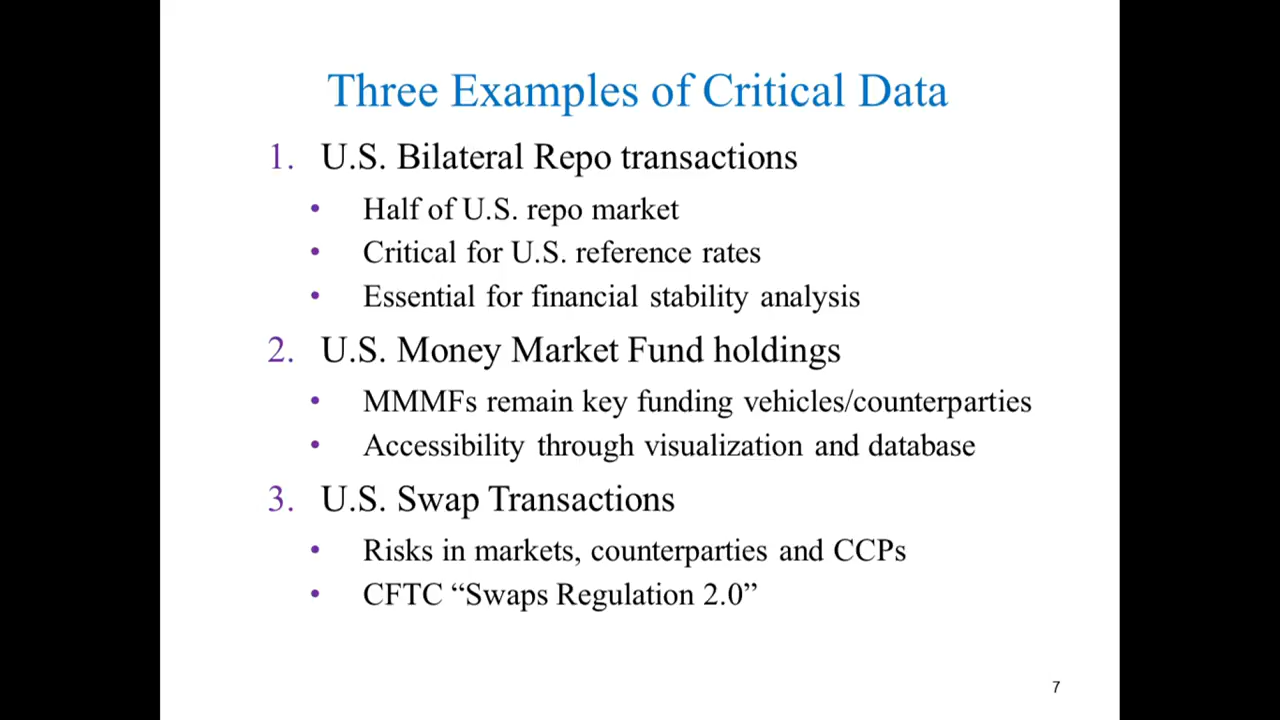 Three Examples of Critical Data
1. U.S. Bilateral Repo transactions
• Half of U.S. repo market
• Critical for U.S. reference rates
• Essential for financial stability analysis
2. U.S. Money Market Fund holdings
• MMMFs remain key funding vehicles/counterparties
• Accessibility through visualization and database
3. U.S. Swap Transactions
• Risks in markets, counterparties and CCPs
• CFTC “Swaps Regulation 2.0”
7